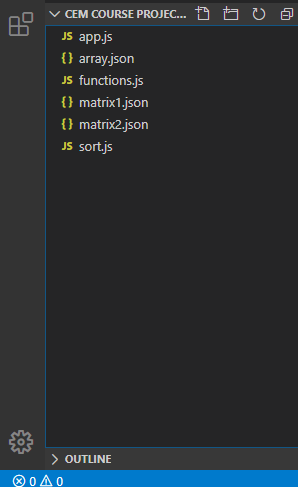 CEM COURSE PROJEC...
JS app.js
{} array.json
JS functions.js
{} matrix1.json
{} matrix2.json
JS sort.js
OUTLINE
0 0